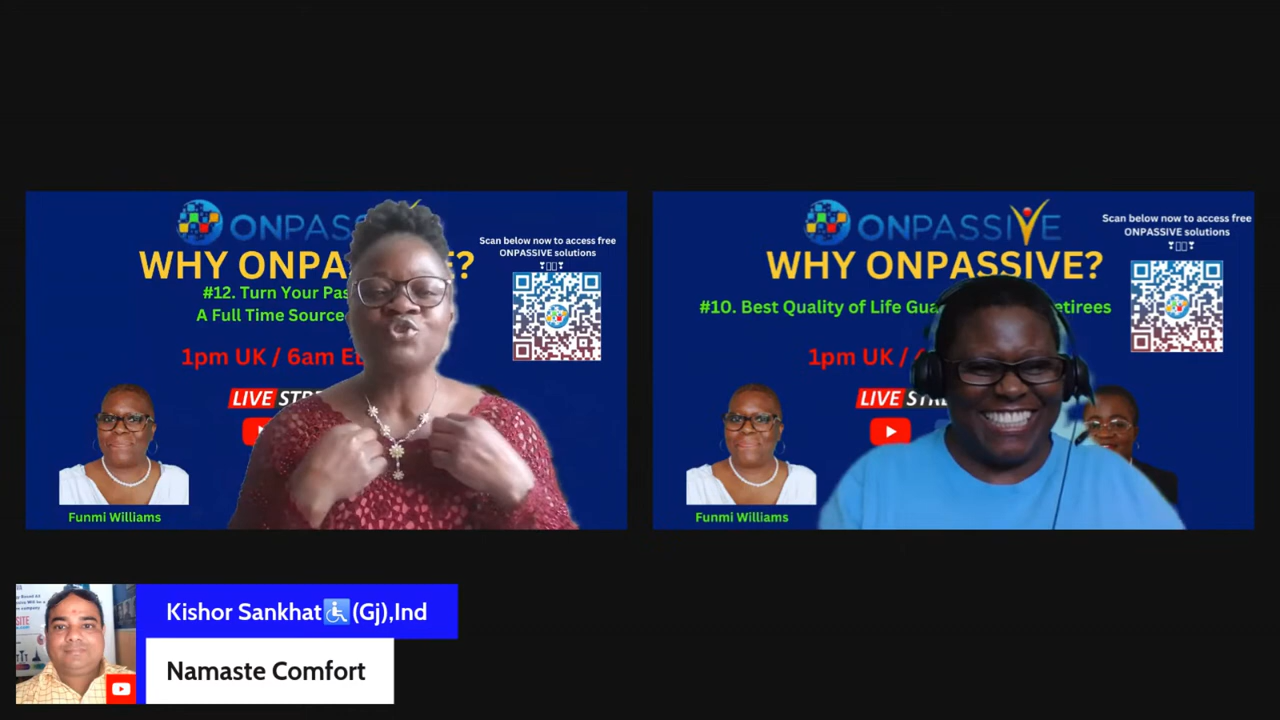 ONPASS
WHY ONPA E?
#12. Turn Your Pas
A Full Time Source
1pm UK / 6am E
LIVE STRE
Scan below now to access free
ONPASSIVE solutions
Funmi Williams
ONPASSIVE
WHY ONPASSIVE?
#10. Best Quality of Life Gua etirees
1pm UK /
LIVE STRE
Scan below now to access free
ONPASSIVE solutions
Funmi Williams
Kishor Sankhat♿(Gj),Ind
Namaste Comfort